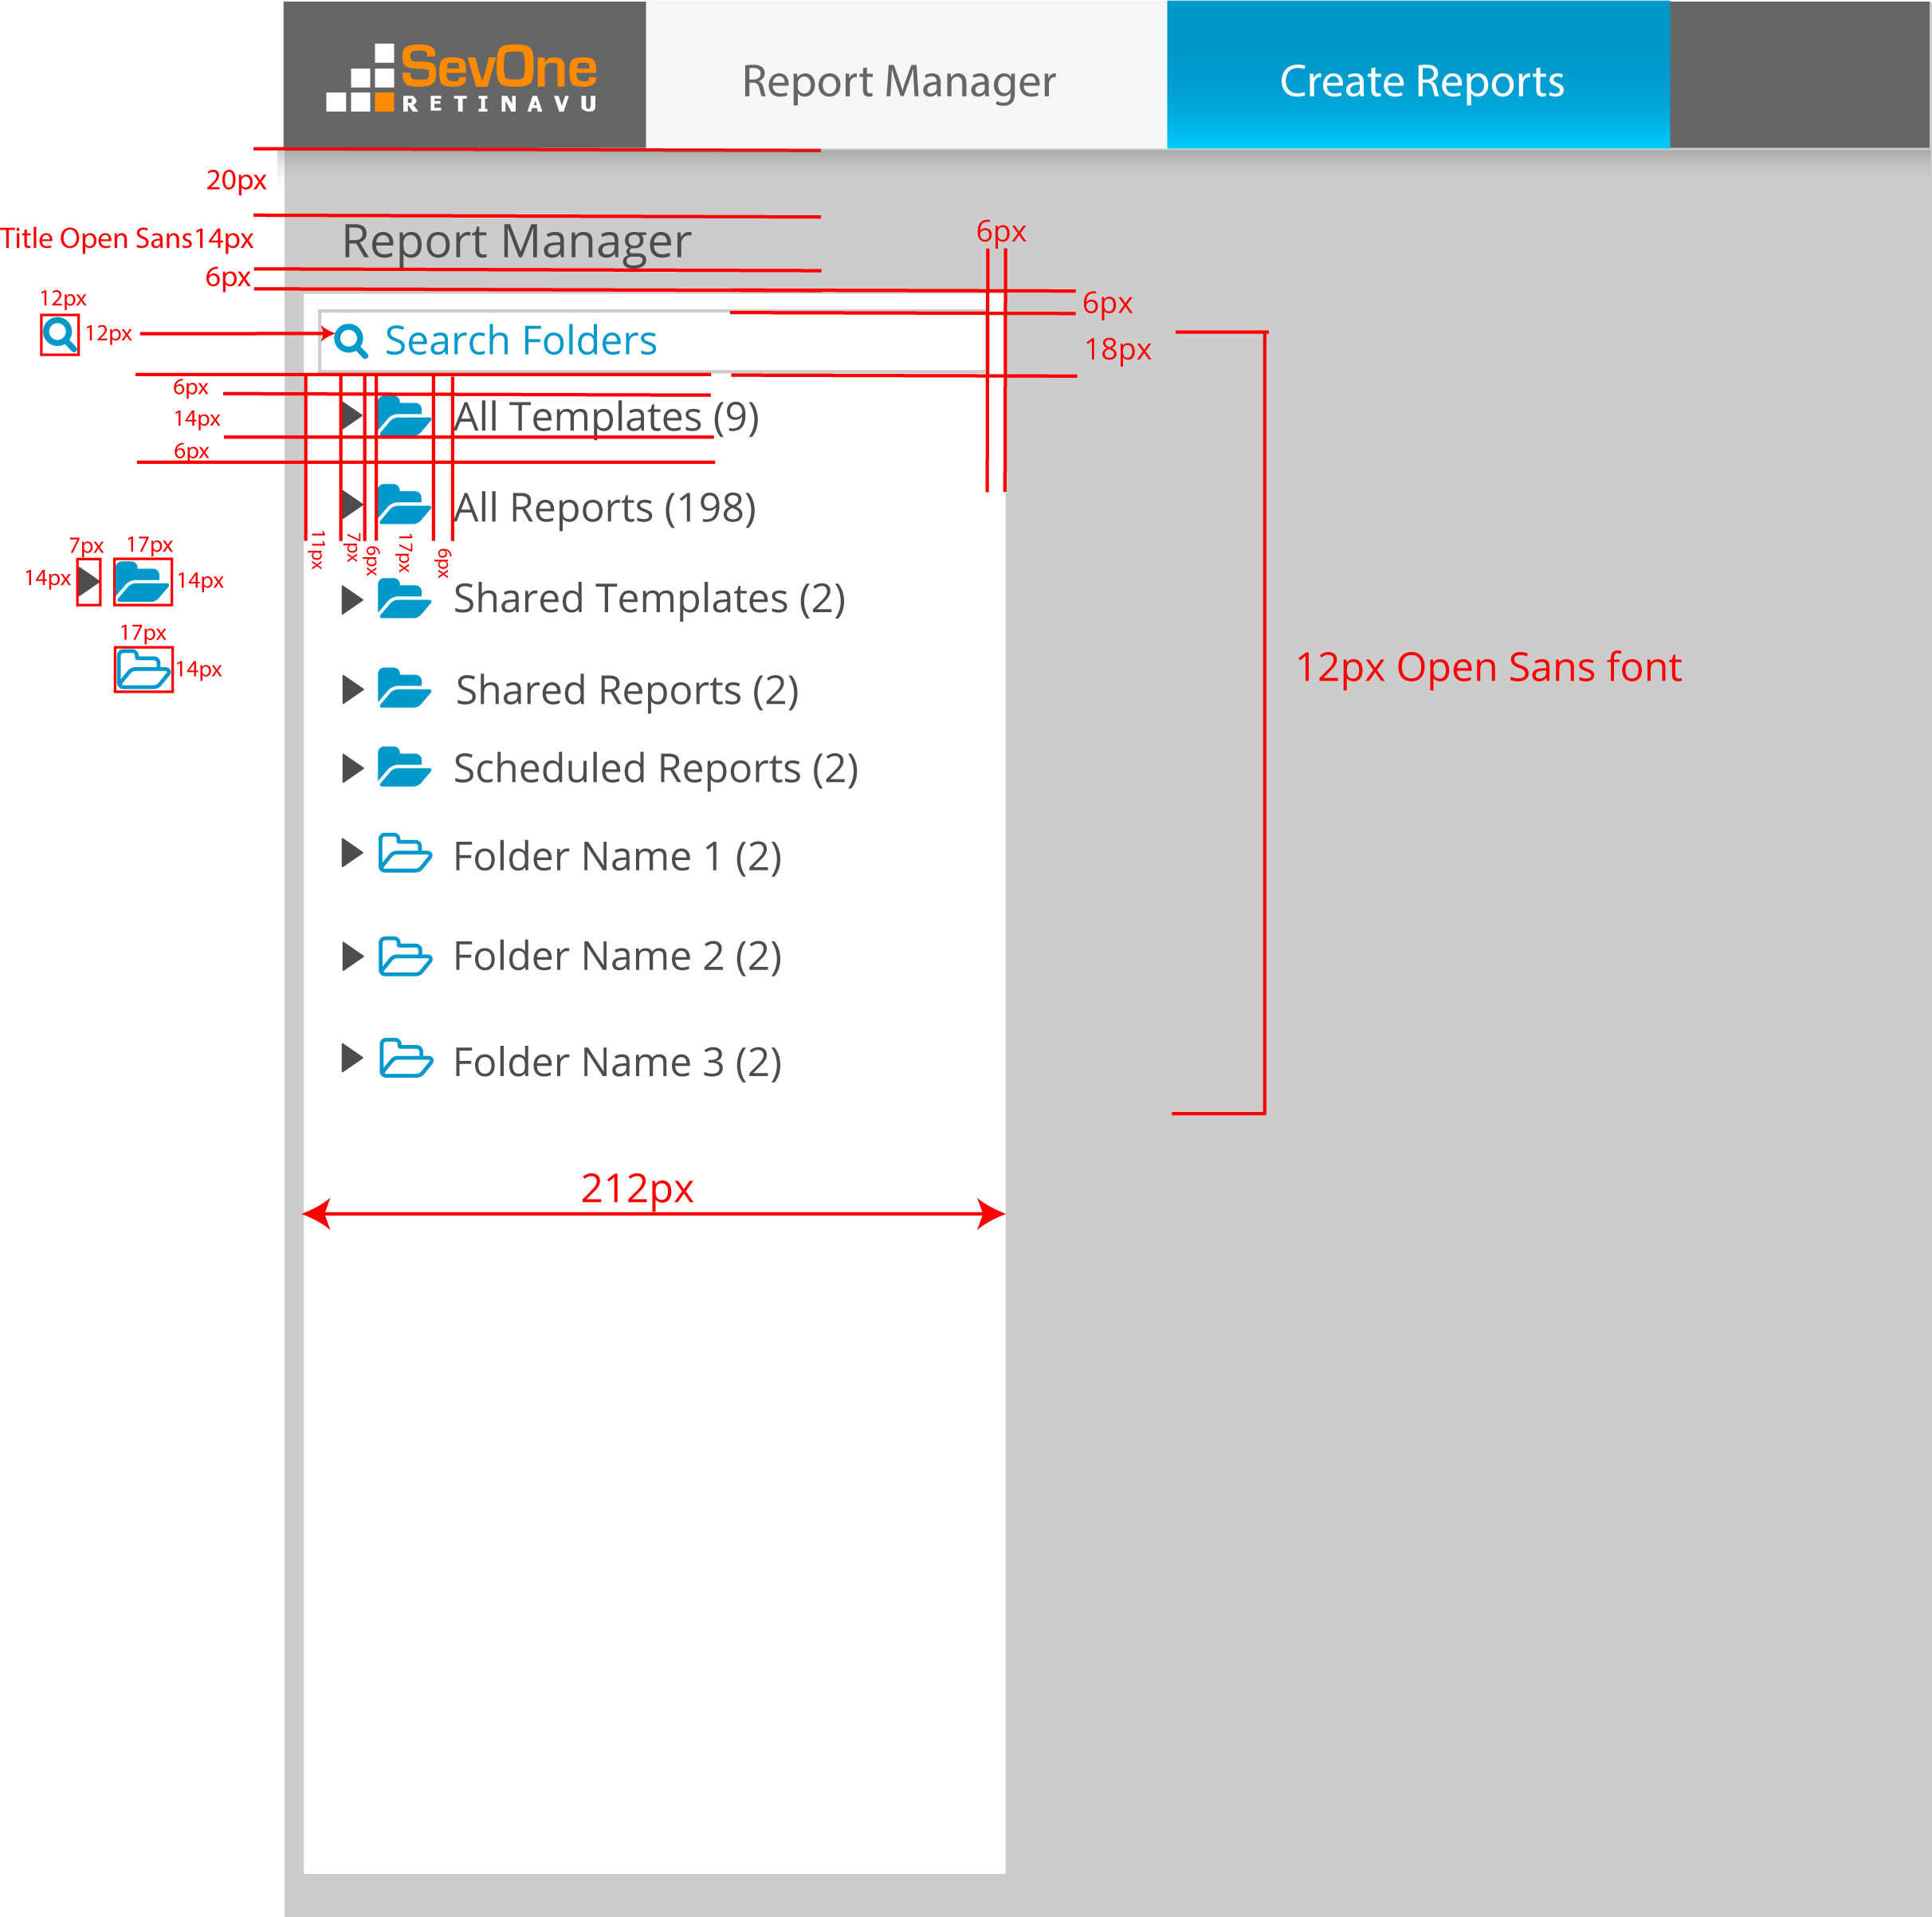 SevOne
RETINAVU
Report Manager
Create Reports
20px
Title Open Sans14px
Report Manager
6px
6px
12px
12px
Search Folders
6px
18px
6px
14px
6px
All Templates (9)
All Reports (198)
11px
7px
6px
17px
6px
7px
17px
14px
14px
Shared Templates (2)
17px
14px
Shared Reports (2)
12px Open Sans font
Scheduled Reports (2)
Folder Name 1 (2)
Folder Name 2 (2)
Folder Name 3 (2)
212px